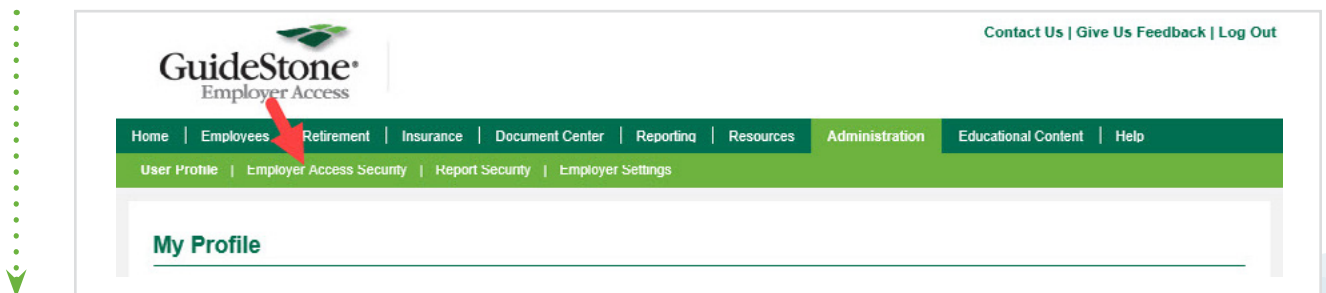 Contact Us | Give Us Feedback | Log Out
GuideStone®
Employer Access
Home | Employees | Retirement | Insurance | Document Center | Reporting | Resources Administration Educational Content | Help
User Profile | Employer Access Security | Report Security | Employer Settings
My Profile